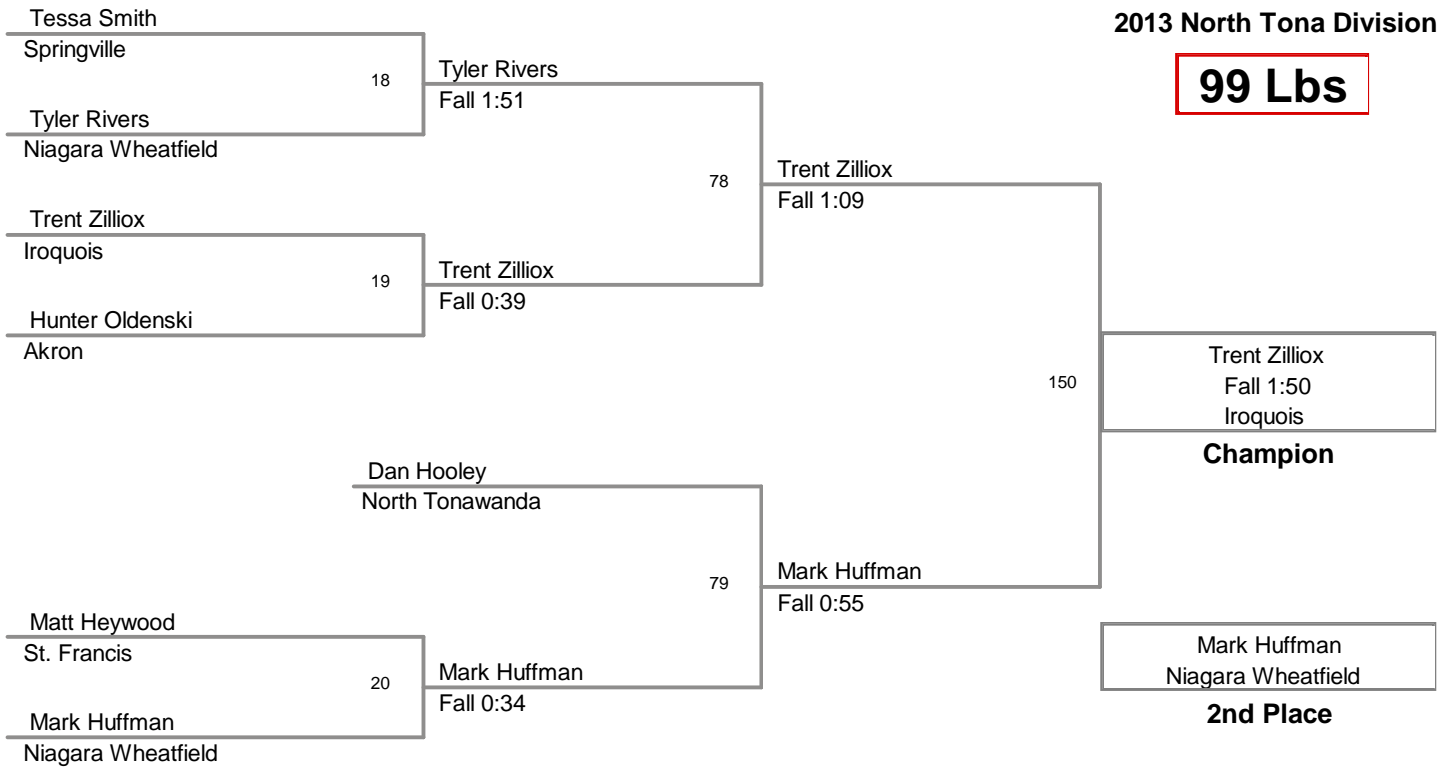 2013 North Tona Division
99 Lbs
Tessa Smith
Springville
18
Tyler Rivers
Fall 1:51
Tyler Rivers
Niagara Wheatfield
78
Trent Zilliox
Fall 1:09
Trent Zilliox
Iroquois
19
Trent Zilliox
Fall 0:39
Hunter Oldenski
Akron
150
Trent Zilliox
Fall 1:50
Iroquois
Champion
Dan Hooley
North Tonawanda
79
Mark Huffman
Fall 0:55
Matt Heywood
St. Francis
20
Mark Huffman
Fall 0:34
Mark Huffman
Niagara Wheatfield
Mark Huffman
Niagara Wheatfield
2nd Place